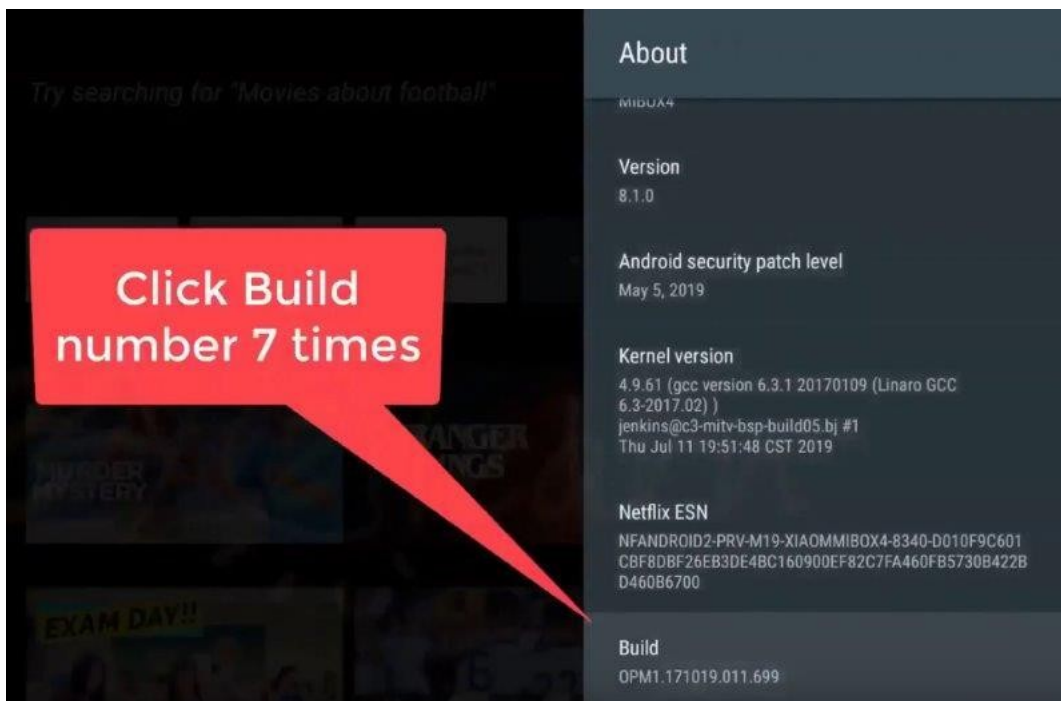 Try searching for "Movies about football"
Click Build
number 7 times
MURDER
MYSTERY
STRANGER
THINGS
EXAM DAY!!
About
MIBOX4
Version
8.1.0
Android security patch level
May 5, 2019
Kernel version
4.9.61 (gcc version 6.3.1 20170109 (Linaro GCC
6.3-2017.02) )
jenkins@c3-mitv-bsp-build05.bj #1
Thu Jul 11 19:51:48 CST 2019
Netflix ESN
NFANDROID2-PRV-M19-XIAOMMIBOX4-8340-D010F9C601
CBF8DBF26EB3DE4BC160900EF82C7FA460FB5730B422B
D460B6700
Build
OPM1.171019.011.699